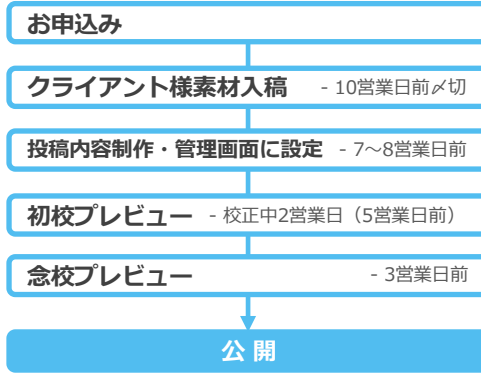 お申込み
クライアント様素材入稿 - 10営業日前〆切
投稿内容制作・管理画面に設定 - 7～8営業日前
初校プレビュー - 校正中2営業日（5営業日前）
念校プレビュー - 3営業日前
公 開